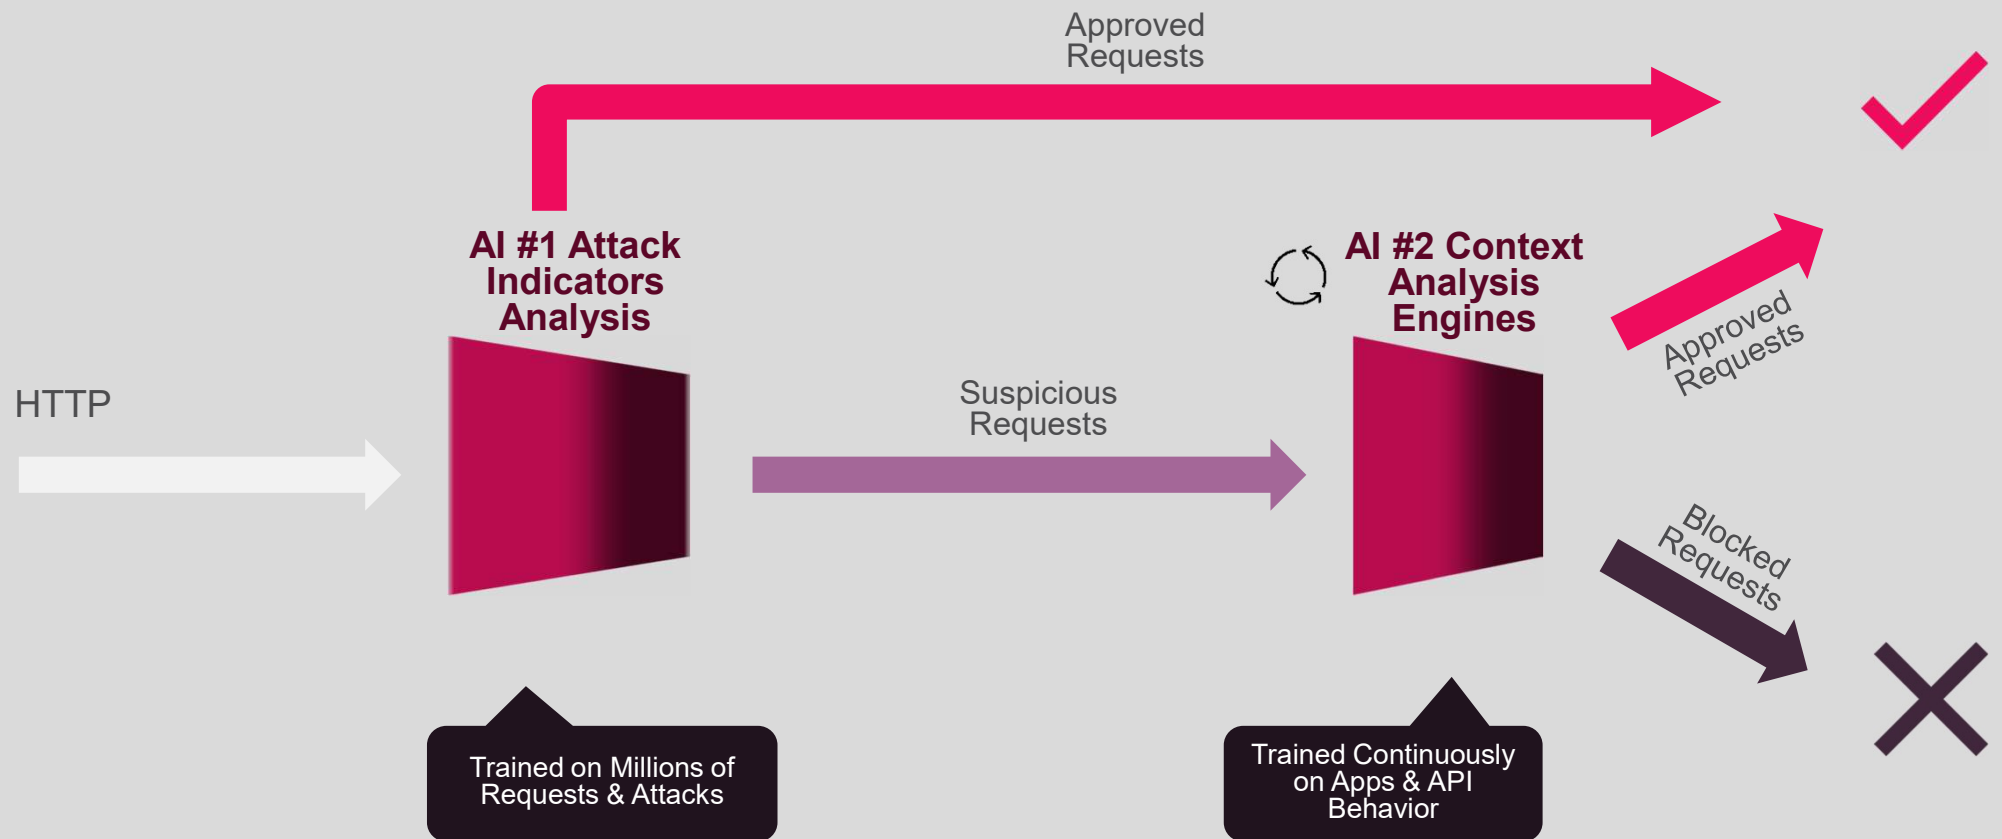 Approved
Requests
AI #1 Attack
Indicators
Analysis
AI #2 Context
Analysis
Engines
Approved
Requests
HTTP
Suspicious
Requests
Blocked
Requests
Trained on Millions of
Requests & Attacks
Trained Continuously
on Apps & API
Behavior